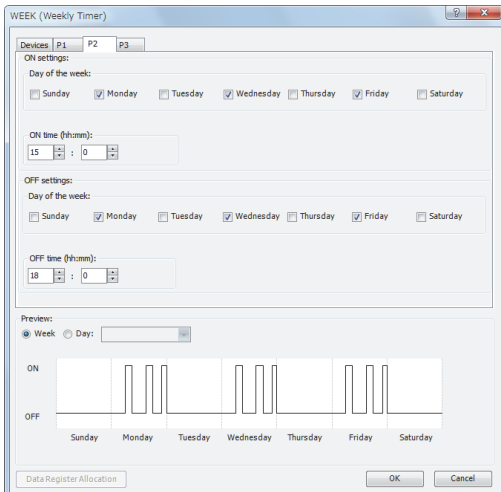 WEEK (Weekly Timer)
Devices P1 P2 P3
ON settings:
Day of the week:
Sunday Monday Tuesday Wednesday Thursday Friday Saturday
ON time (hh:mm):
15 : 0
OFF settings:
Day of the week:
Sunday Monday Tuesday Wednesday Thursday Friday Saturday
OFF time (hh:mm):
18 : 0
Preview:
Week Day:
ON
OFF
Sunday Monday Tuesday Wednesday Thursday Friday Saturday
Data Register Allocation OK Cancel